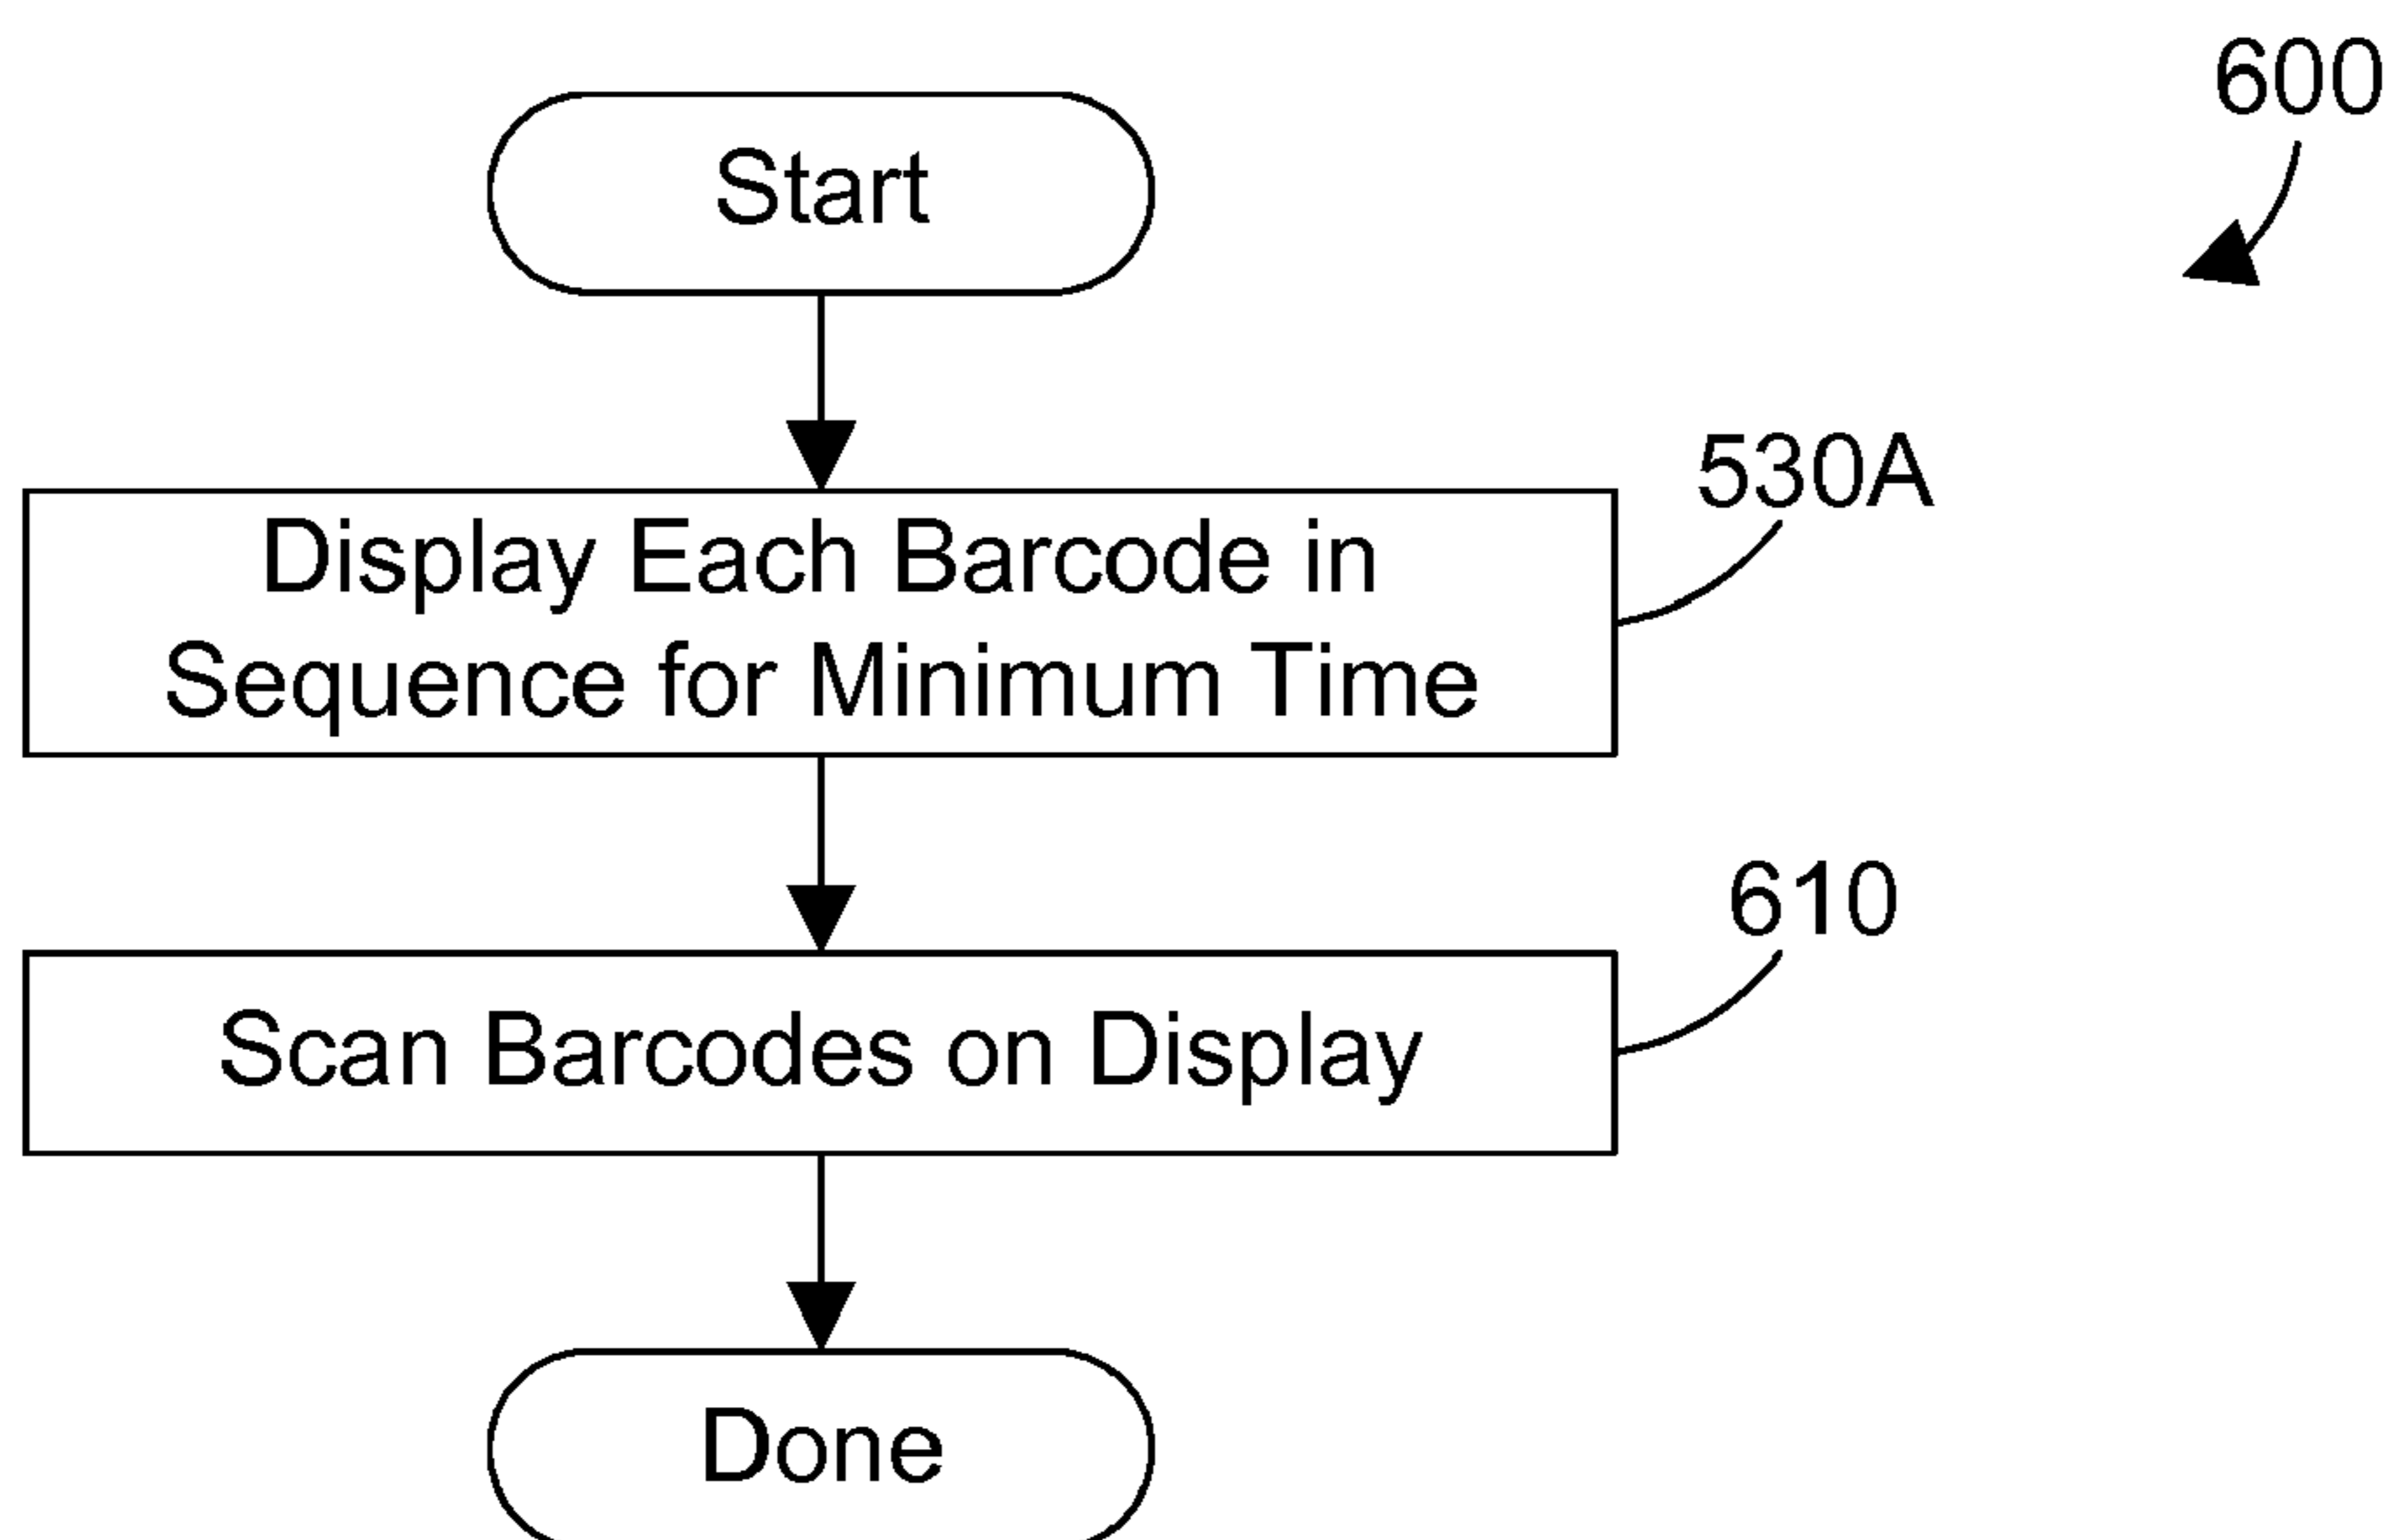 600
Start
530A
Display Each Barcode in
Sequence for Minimum Time
610
Scan Barcodes on Display
Done